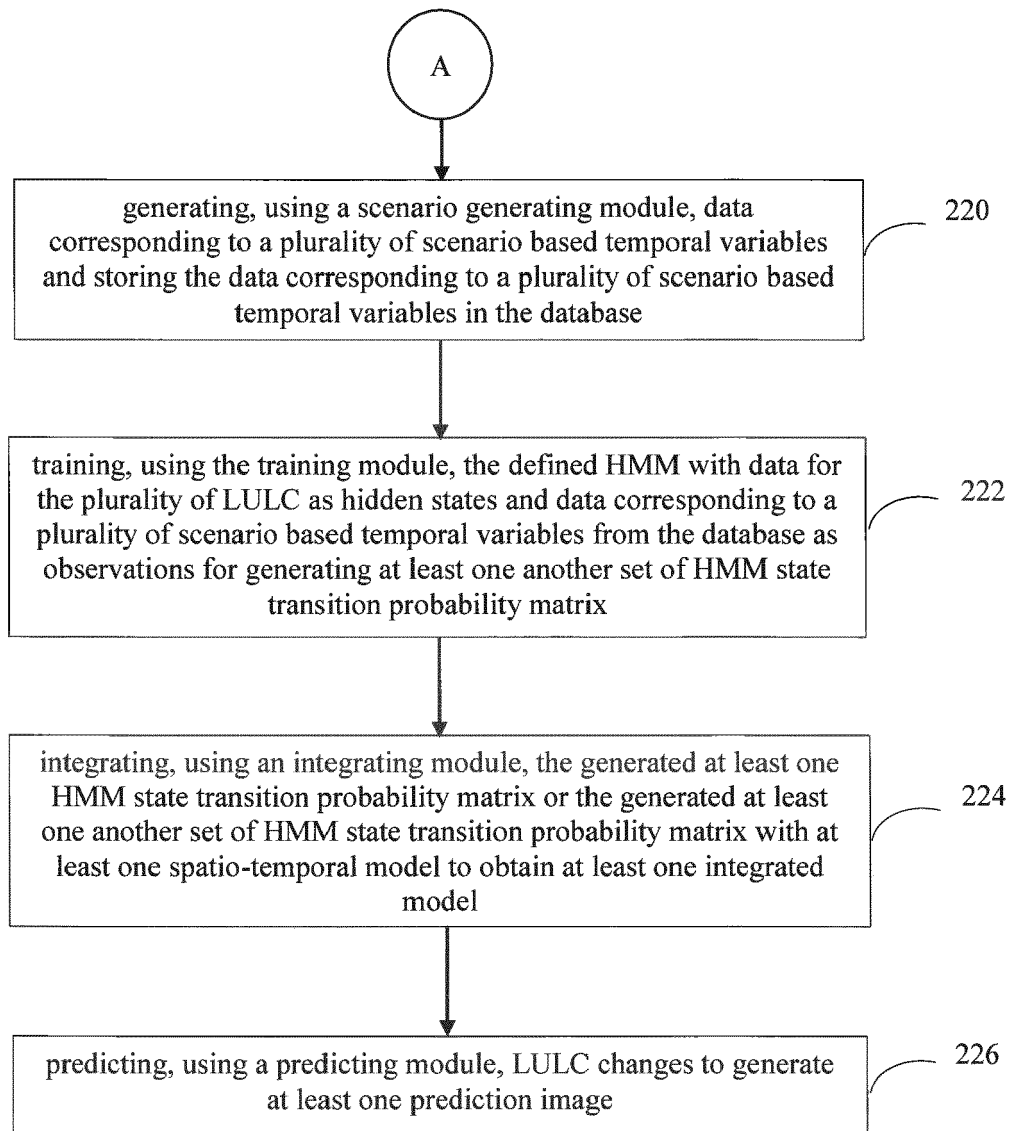 A
generating, using a scenario generating module, data
corresponding to a plurality of scenario based temporal variables
and storing the data corresponding to a plurality of scenario based
temporal variables in the database
220
training, using the training module, the defined HMM with data for
the plurality of LULC as hidden states and data corresponding to a
plurality of scenario based temporal variables from the database as
observations for generating at least one another set of HMM state
transition probability matrix
222
integrating, using an integrating module, the generated at least one
HMM state transition probability matrix or the generated at least
one another set of HMM state transition probability matrix with at
least one spatio-temporal model to obtain at least one integrated
model
224
predicting, using a predicting module, LULC changes to generate
at least one prediction image
226